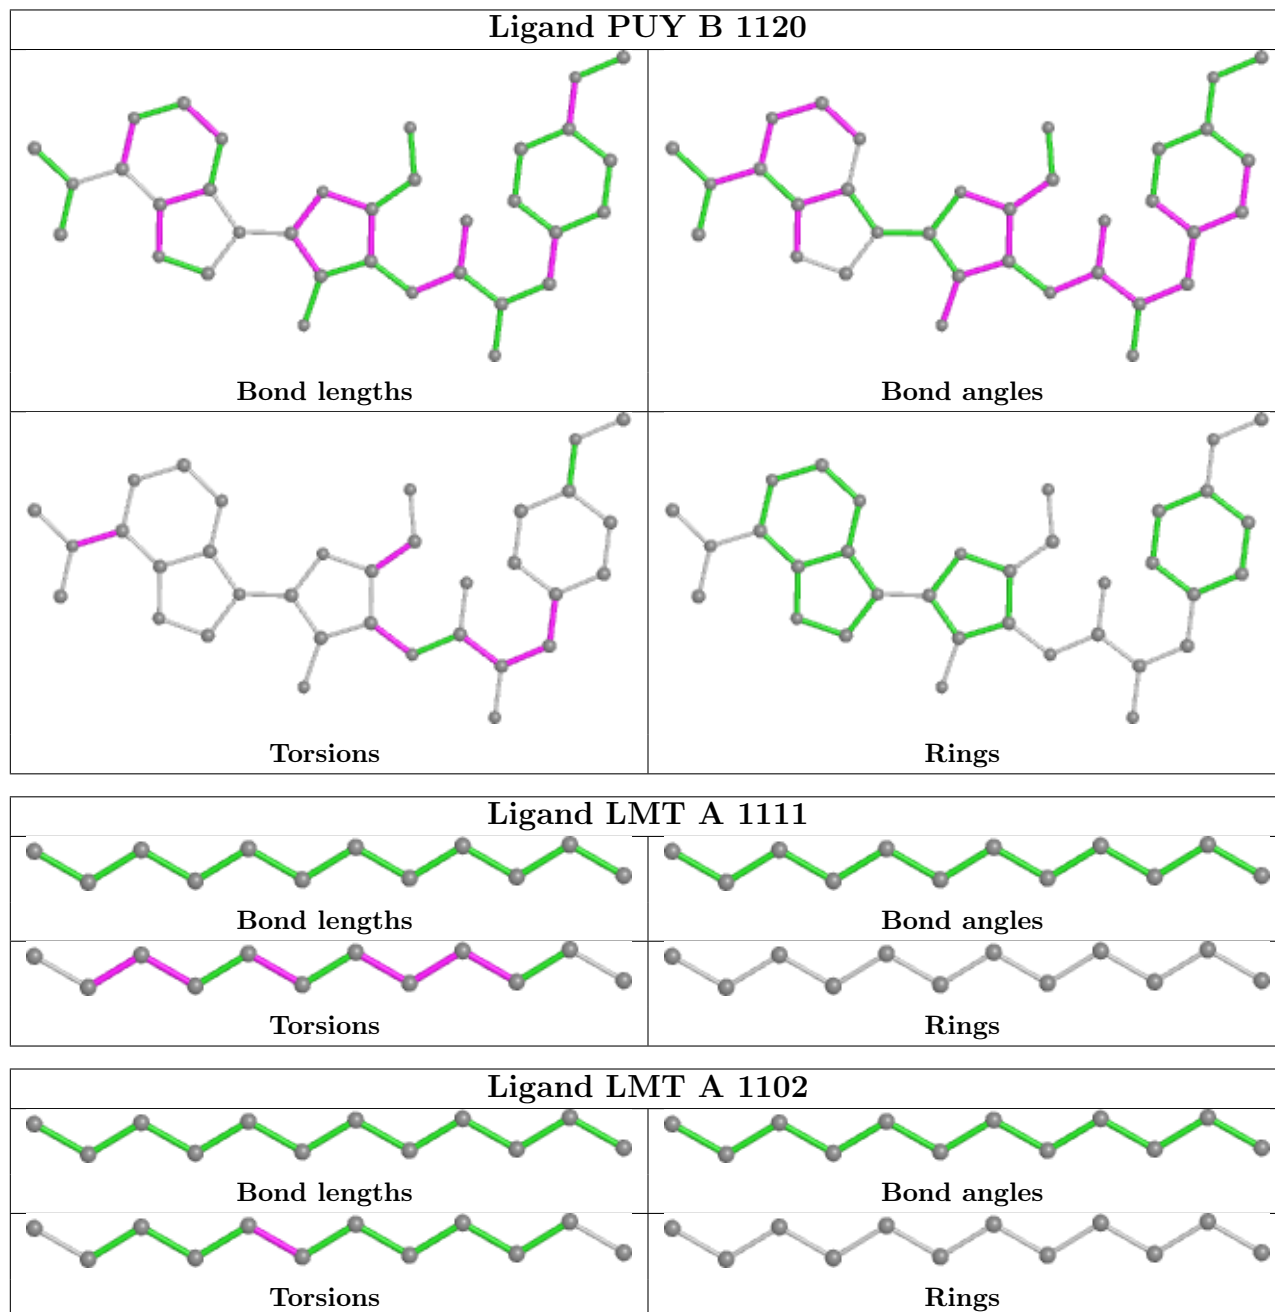 Ligand PUY B 1120
Bond lengths
Bond angles
Torsions
Rings
Ligand LMT A 1111
Bond lengths
Bond angles
Torsions
Rings
Ligand LMT A 1102
Bond lengths
Bond angles
Torsions
Rings